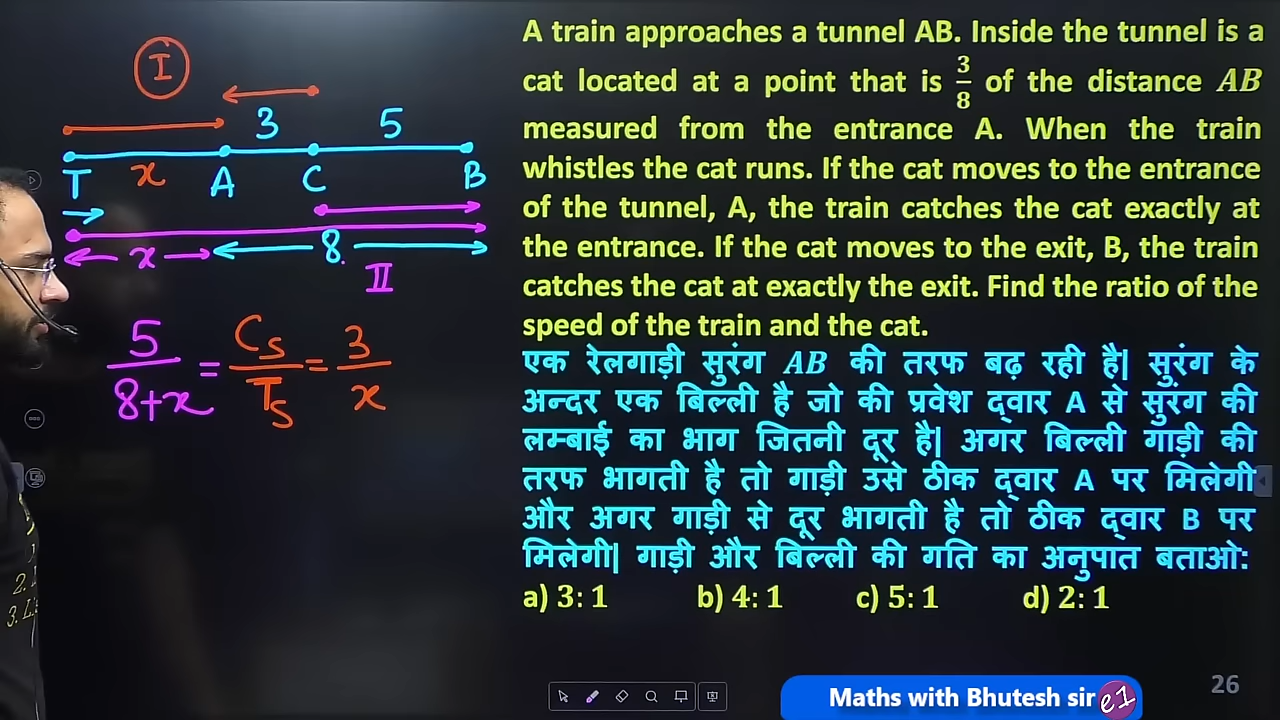 I
3 5
T x A C B
x 8
II
5/(8+x) = Cs/Ts = 3/x
A train approaches a tunnel AB. Inside the tunnel is a
cat located at a point that is 3/8 of the distance AB
measured from the entrance A. When the train
whistles the cat runs. If the cat moves to the entrance
of the tunnel, A, the train catches the cat exactly at
the entrance. If the cat moves to the exit, B, the train
catches the cat at exactly the exit. Find the ratio of the
speed of the train and the cat.
एक रेलगाड़ी सुरंग AB की तरफ बढ़ रही है| सुरंग के
अन्दर एक बिल्ली है जो की प्रवेश द्वार A से सुरंग की
लम्बाई का भाग जितनी दूर है| अगर बिल्ली गाड़ी की
तरफ भागती है तो गाड़ी उसे ठीक द्वार A पर मिलेगी
और अगर गाड़ी से दूर भागती है तो ठीक द्वार B पर
मिलेगी| गाड़ी और बिल्ली की गति का अनुपात बताओ:
a) 3: 1 b) 4: 1 c) 5: 1 d) 2: 1
26
Maths with Bhutesh sir e1